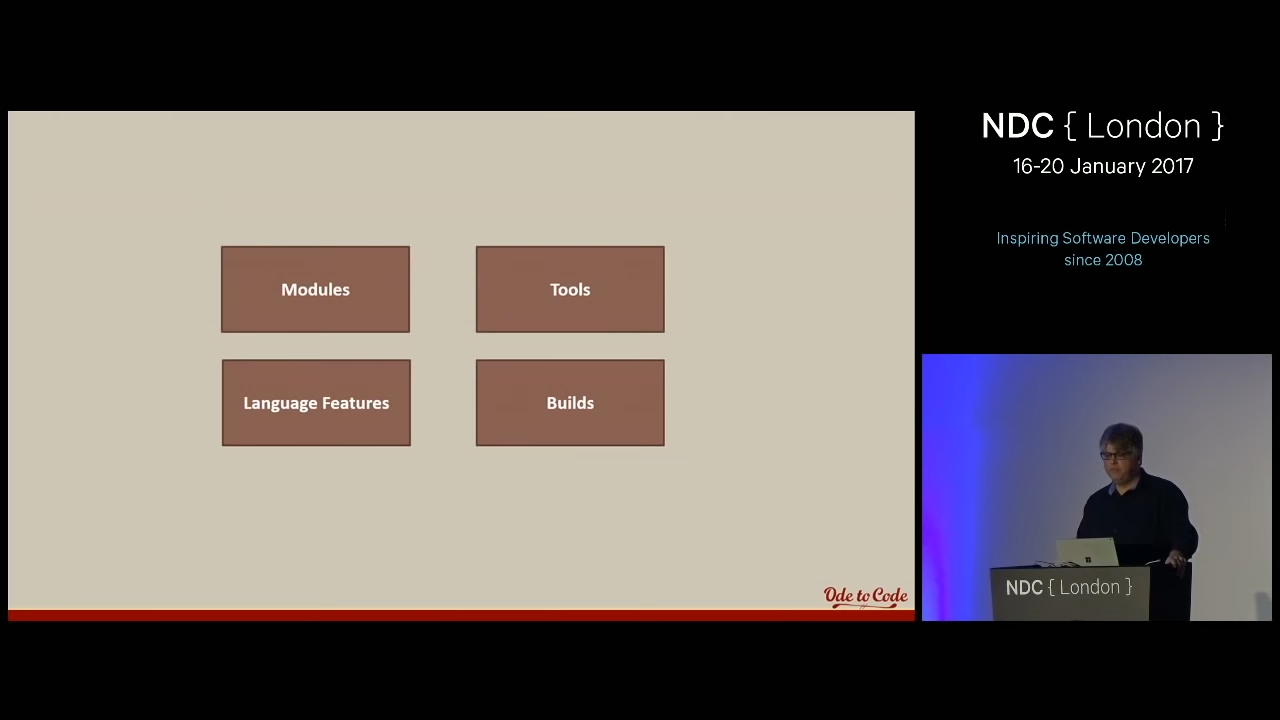 Modules
Tools
Language Features
Builds
Ode to Code
NDC { London }
16-20 January 2017
Inspiring Software Developers
since 2008
NDC { London }